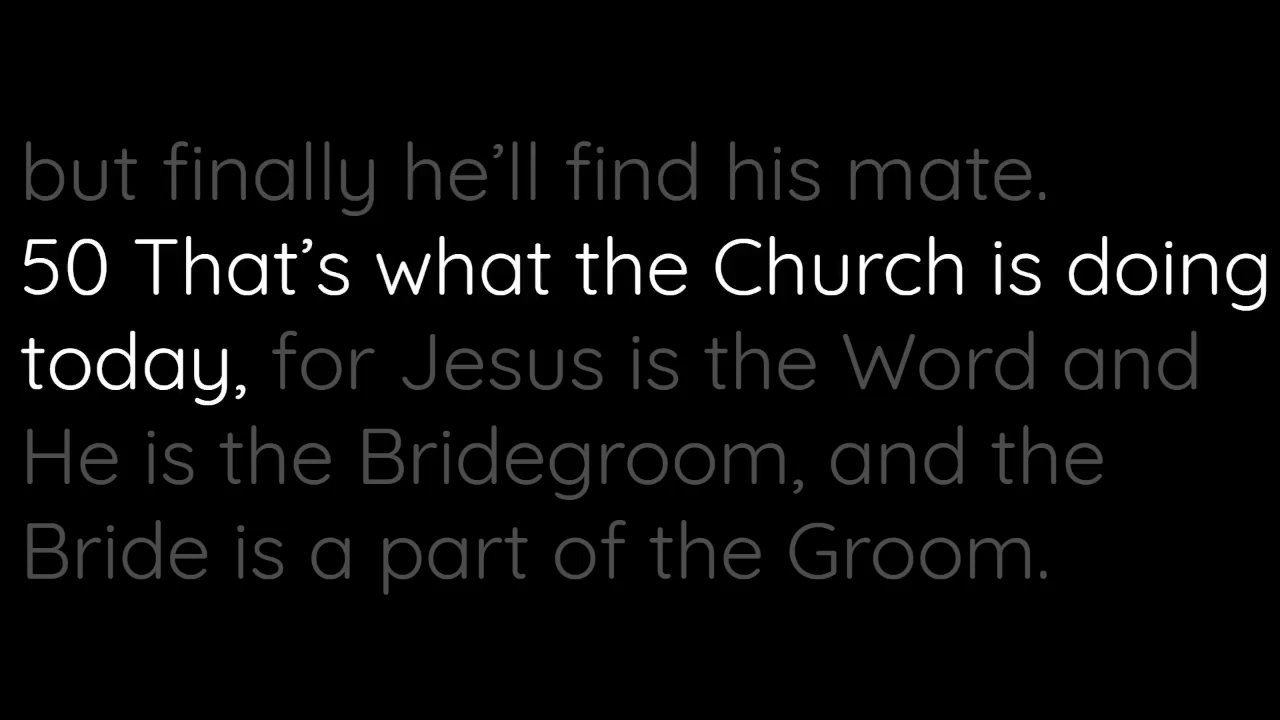 but finally he’ll find his mate.
50 That’s what the Church is doing
today, for Jesus is the Word and
He is the Bridegroom, and the
Bride is a part of the Groom.